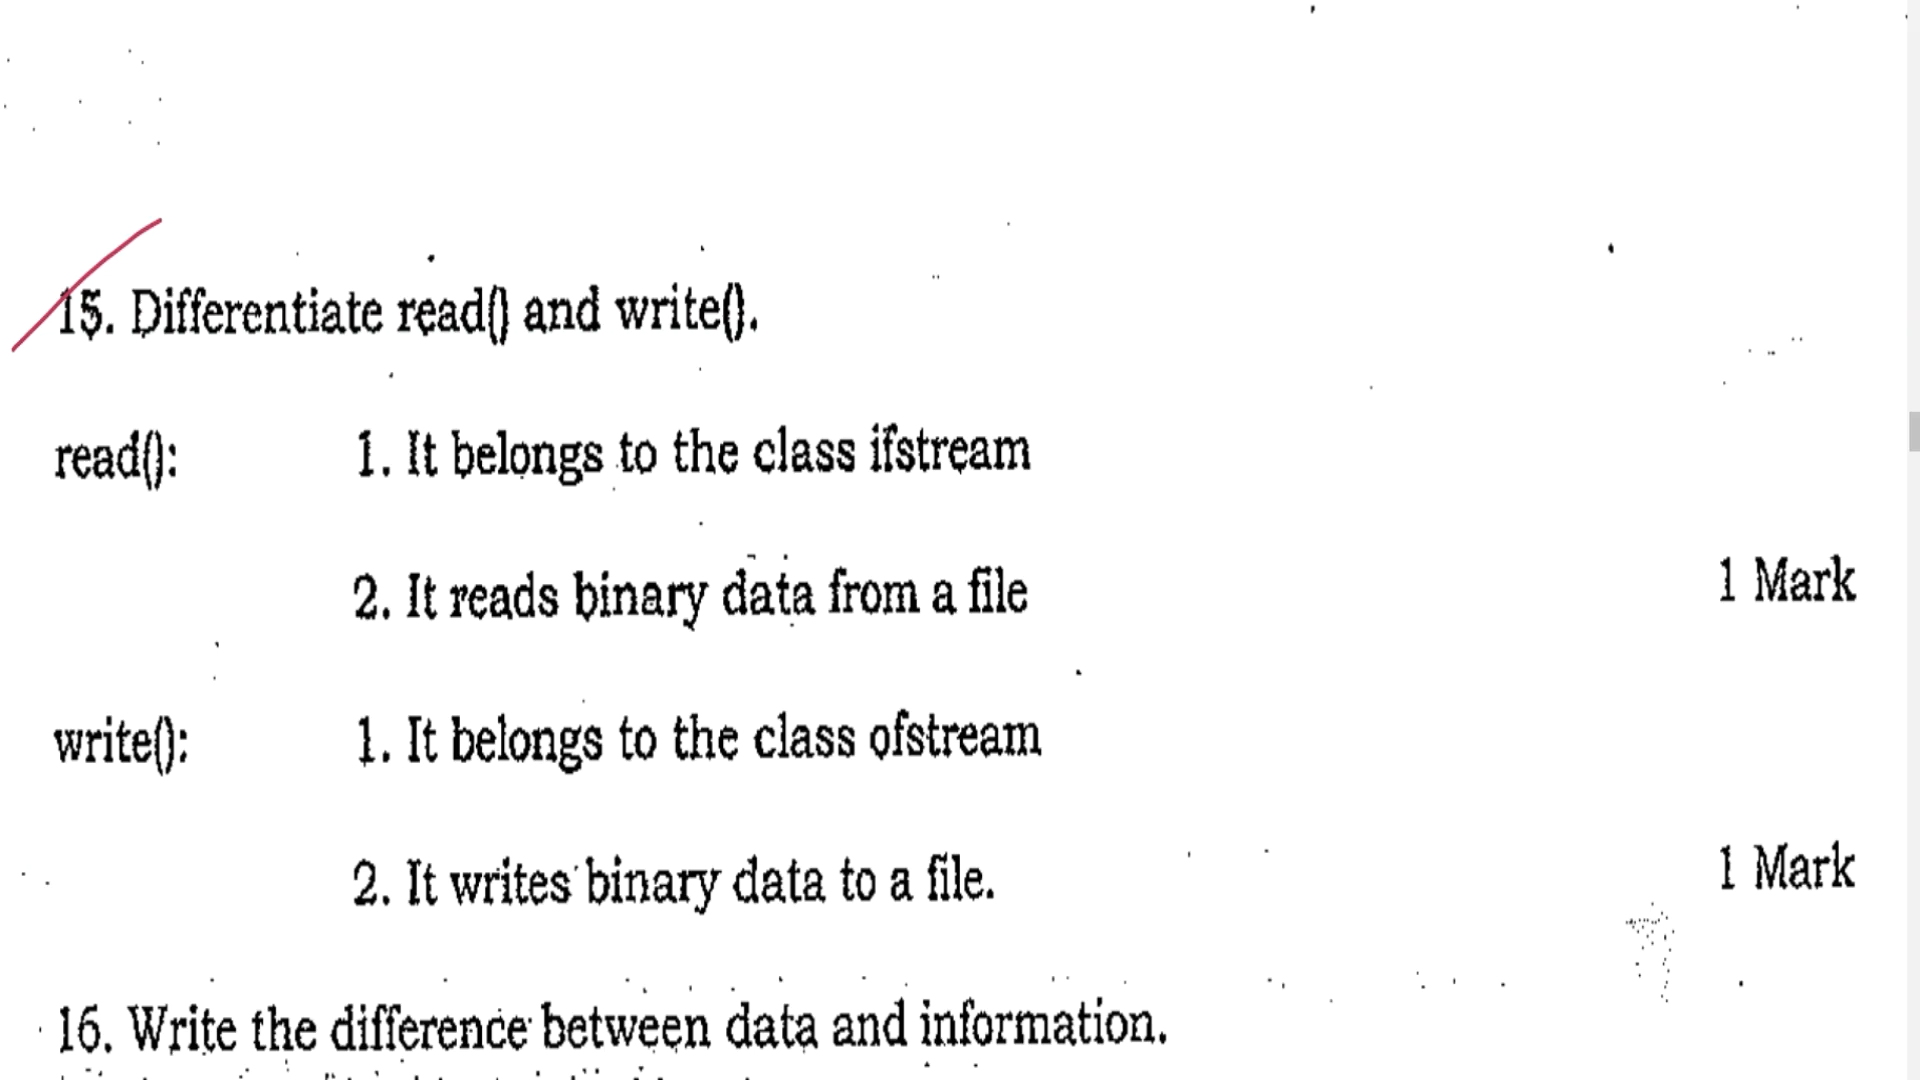 15. Differentiate read() and write().
read(): 1. It belongs to the class ifstream
2. It reads binary data from a file 1 Mark
write(): 1. It belongs to the class ofstream
2. It writes binary data to a file. 1 Mark
16. Write the difference between data and information.